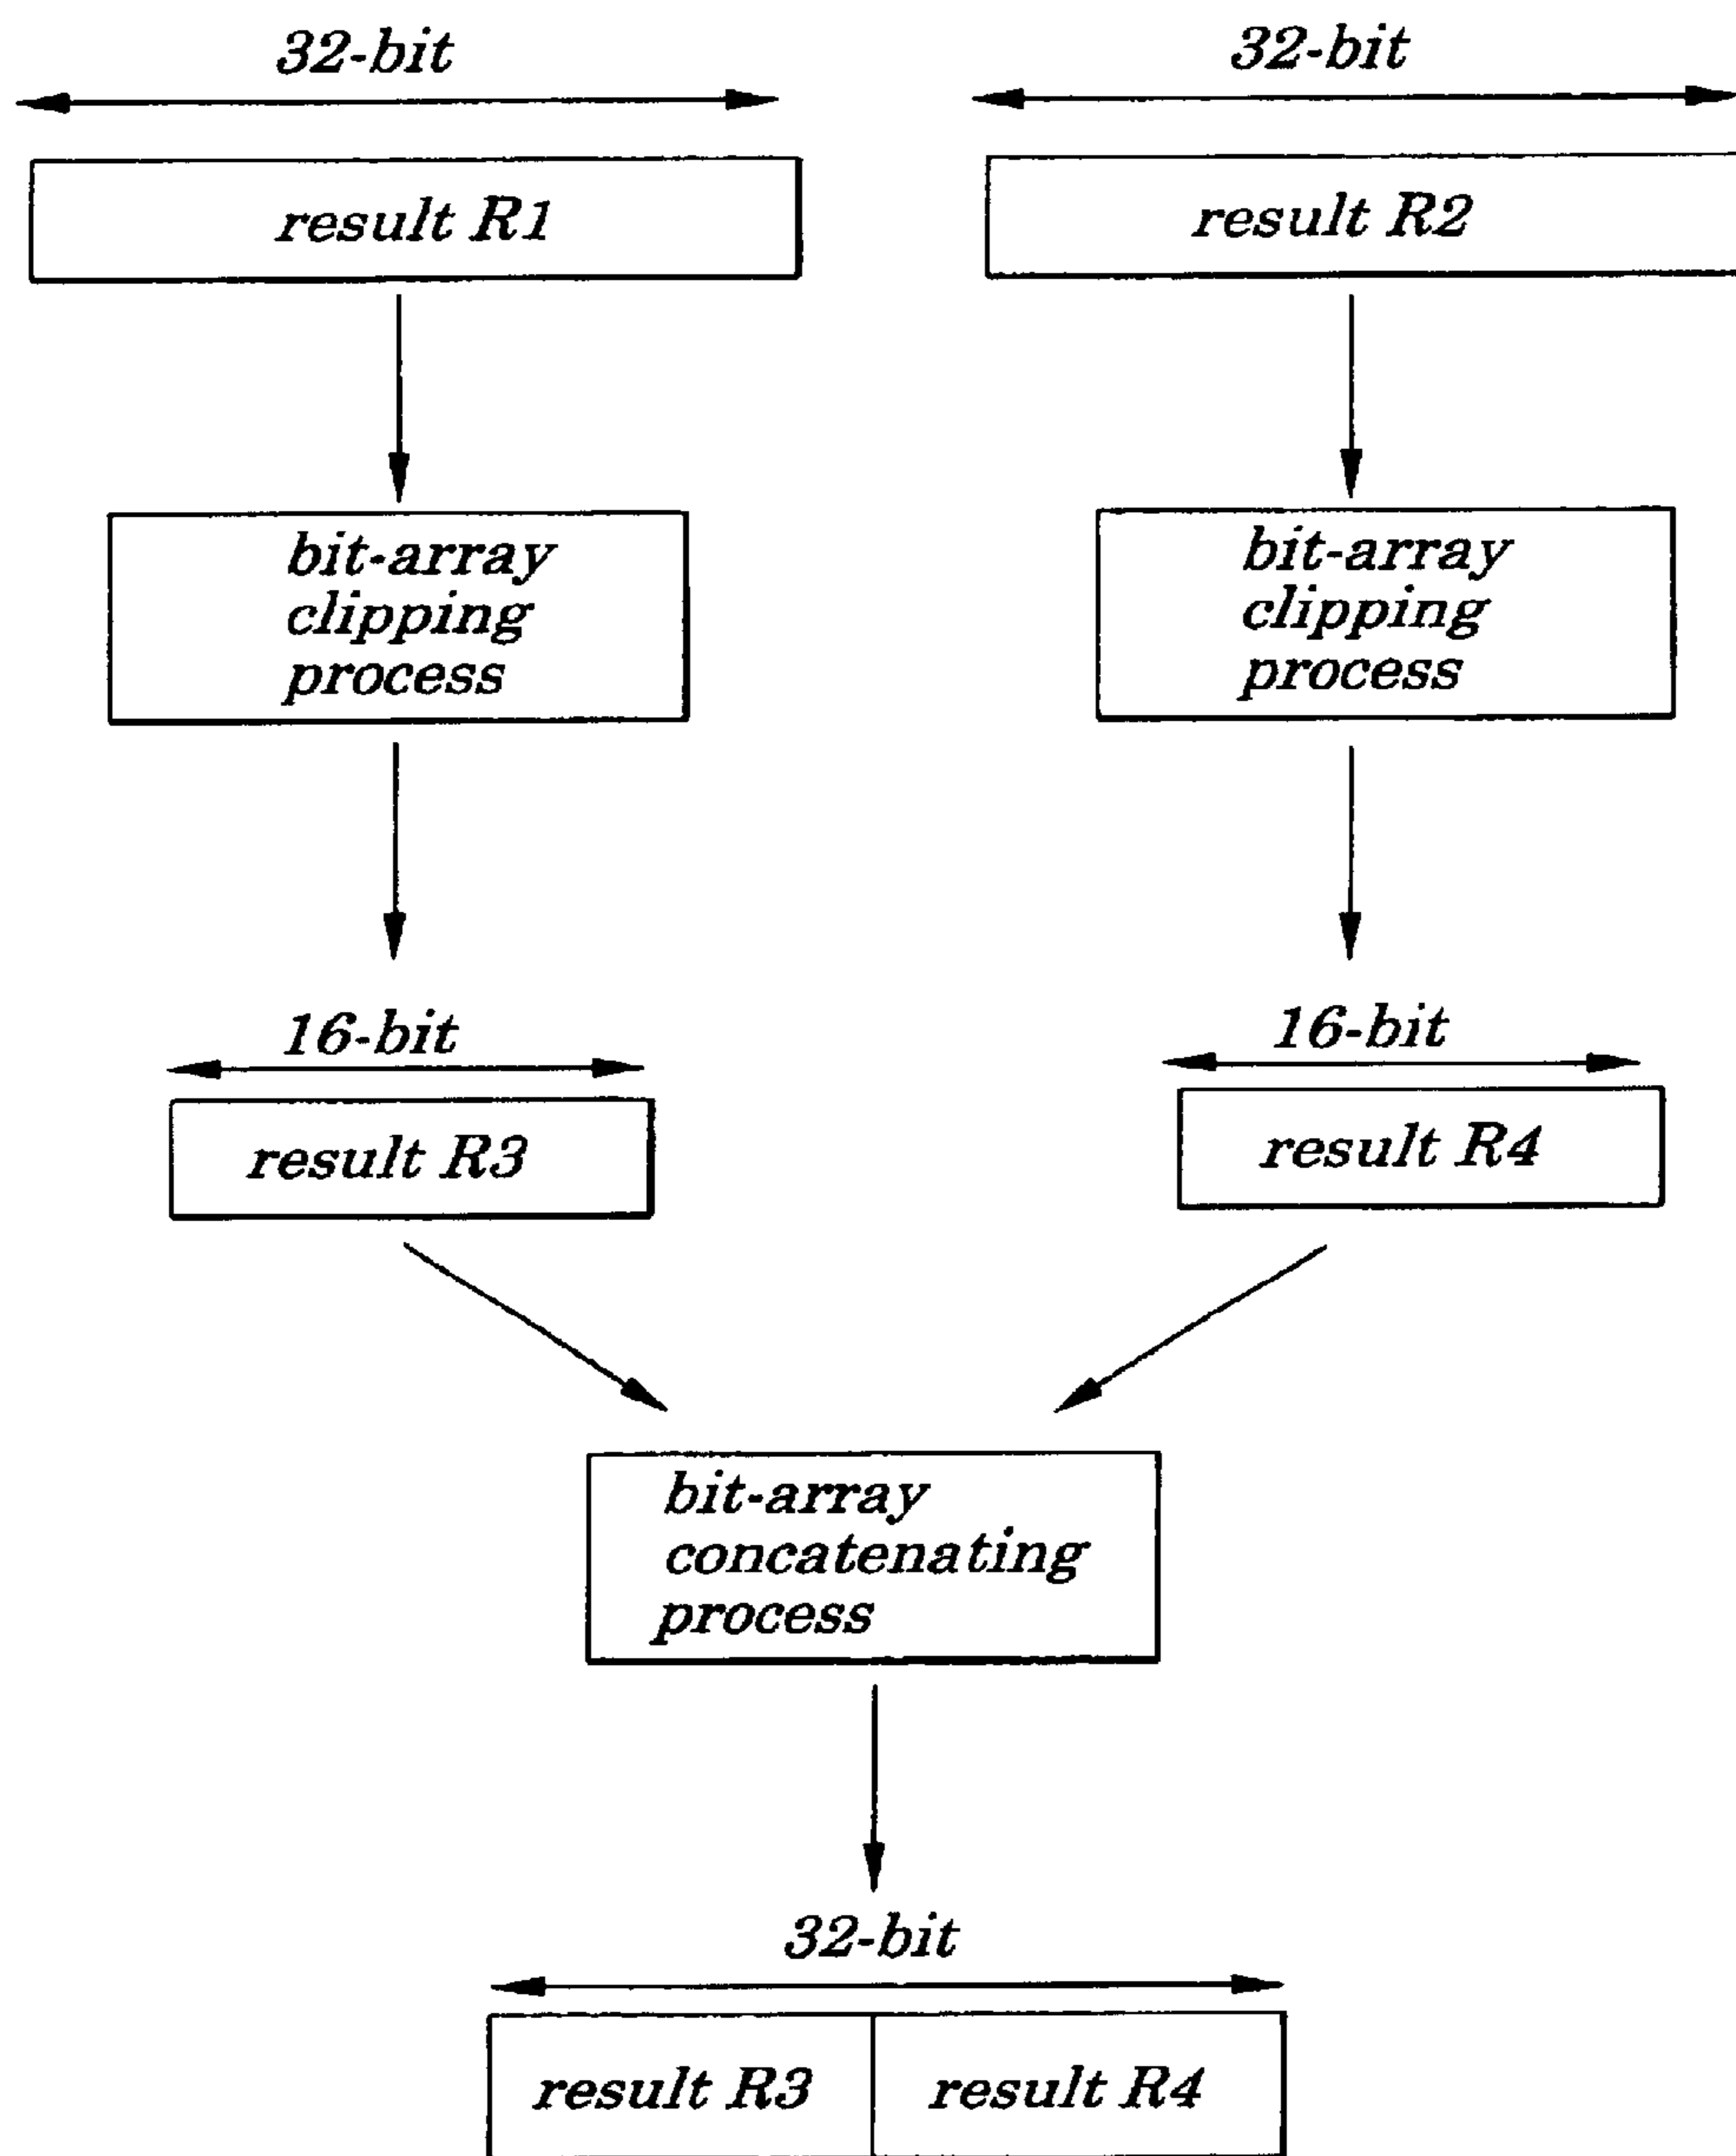 32-bit
32-bit
result R1
result R2
bit-array
clipping
process
bit-array
clipping
process
16-bit
16-bit
result R3
result R4
bit-array
concatenating
process
32-bit
result R3
result R4